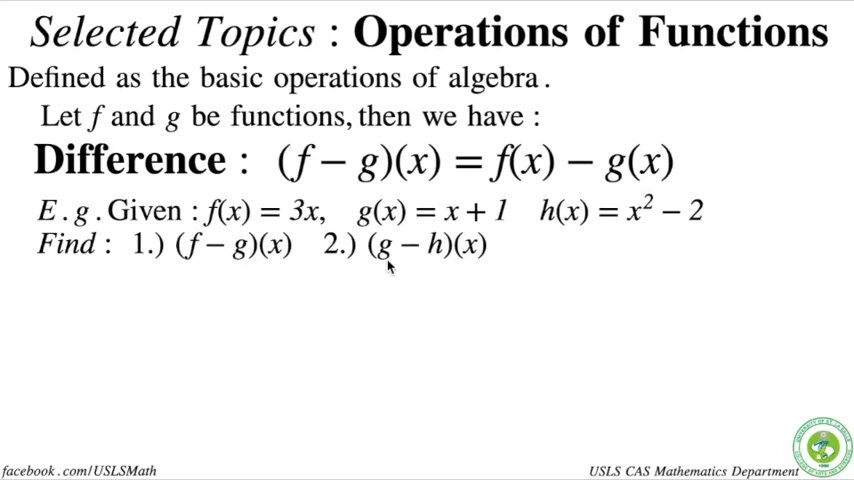 Selected Topics : Operations of Functions
Defined as the basic operations of algebra .
Let f and g be functions, then we have :
Difference : (f − g)(x) = f(x) − g(x)
E . g . Given : f(x) = 3x, g(x) = x + 1 h(x) = x² − 2
Find : 1.) (f − g)(x) 2.) (g − h)(x)
facebook . com/USLSMath
USLS CAS Mathematics Department